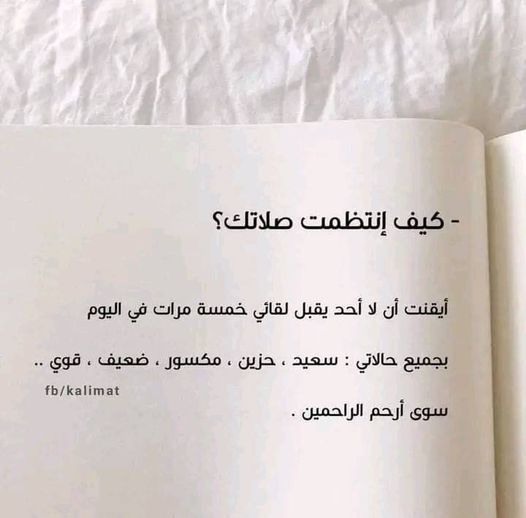 - كيف إنتظمت صلاتك؟
أيقنت أن لا أحد يقبل لقائي خمسة مرات في اليوم
بجميع حالاتي : سعيد ، حزين ، مكسور ، ضعيف ، قوي ..
fb/kalimat
سوى أرحم الراحمين .